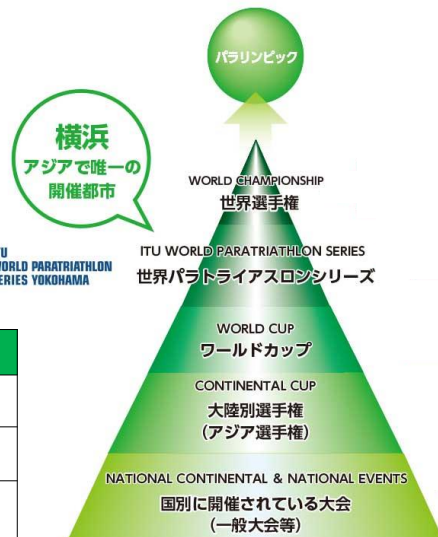 パラリンピック
横浜
アジアで唯一の
開催都市
WORLD CHAMPIONSHIP
世界選手権
ITU WORLD PARATRIATHLON SERIES
世界パラトライアスロンシリーズ
WORLD PARATRIATHLON
SERIES YOKOHAMA
WORLD CUP
ワールドカップ
CONTINENTAL CUP
大陸別選手権
(アジア選手権)
NATIONAL CONTINENTAL & NATIONAL EVENTS
国別に開催されている大会
(一般大会等)